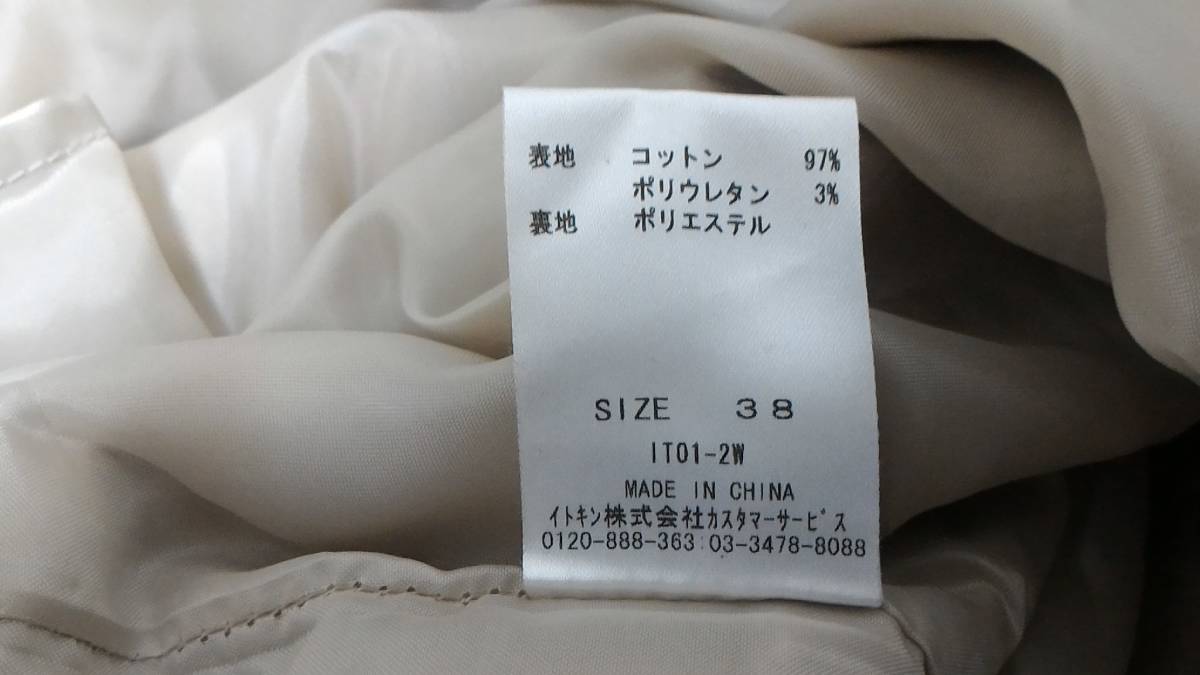 表地 コットン 97%
ポリウレタン 3%
裏地 ポリエステル
SIZE 38
IT01-2W
MADE IN CHINA
イトキン株式会社カスタマーサービス
0120-888-363 03-3478-8088